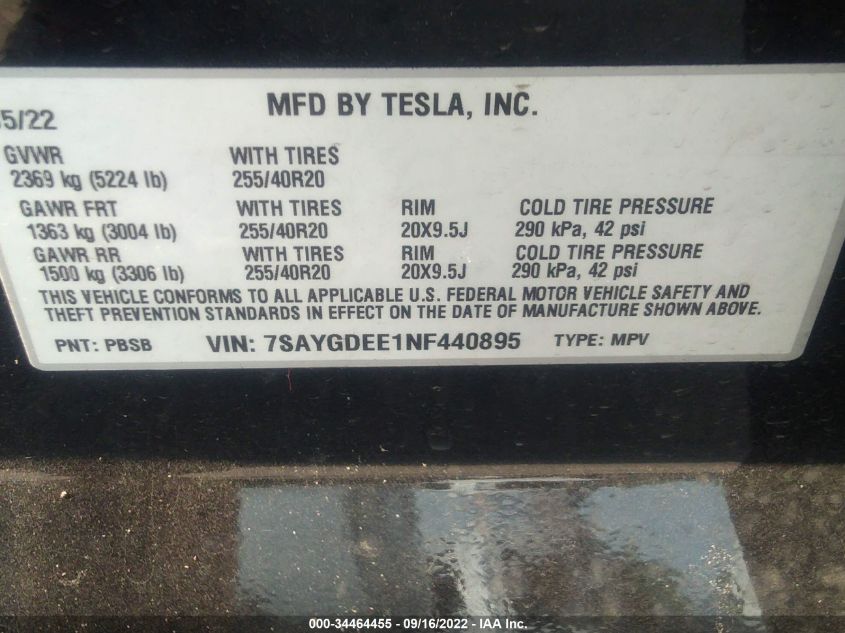 MFD BY TESLA, INC.
5/22
GVWR WITH TIRES
2369 kg (5224 lb) 255/40R20
GAWR FRT WITH TIRES RIM COLD TIRE PRESSURE
1363 kg (3004 lb) 255/40R20 20X9.5J 290 kPa, 42 psi
GAWR RR WITH TIRES RIM COLD TIRE PRESSURE
1500 kg (3306 lb) 255/40R20 20X9.5J 290 kPa, 42 psi
THIS VEHICLE CONFORMS TO ALL APPLICABLE U.S. FEDERAL MOTOR VEHICLE SAFETY AND
THEFT PREVENTION STANDARDS IN EFFECT ON THE DATE OF MANUFACTURE SHOWN ABOVE.
PNT: PBSB VIN: 7SAYGDEE1NF440895 TYPE: MPV
000-34464455 - 09/16/2022 - IAA Inc.